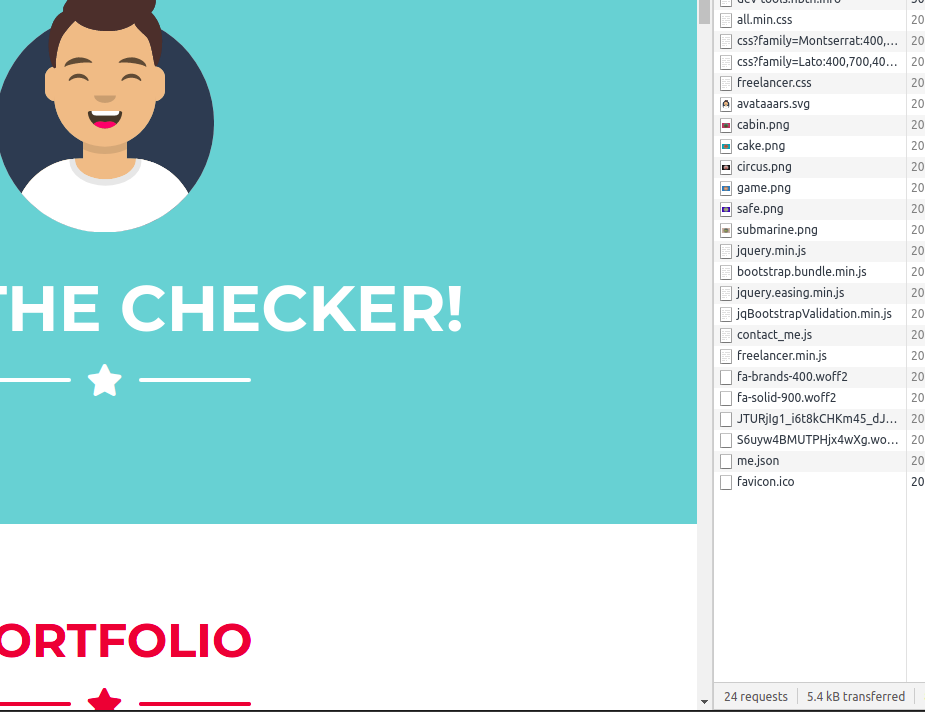 THE CHECKER!
ORTFOLIO
dev-tools.hbtn.info
all.min.css 20
css?family=Montserrat:400,... 20
css?family=Lato:400,700,40... 20
freelancer.css 20
avataaars.svg 20
cabin.png 20
cake.png 20
circus.png 20
game.png 20
safe.png 20
submarine.png 20
jquery.min.js 20
bootstrap.bundle.min.js 20
jquery.easing.min.js 20
jqBootstrapValidation.min.js 20
contact_me.js 20
freelancer.min.js 20
fa-brands-400.woff2 20
fa-solid-900.woff2 20
JTURjIg1_i6t8kCHKm45_dJ... 20
S6uyw4BMUTPHjx4wXg.wo... 20
me.json 20
favicon.ico 20
24 requests 5.4 kB transferred